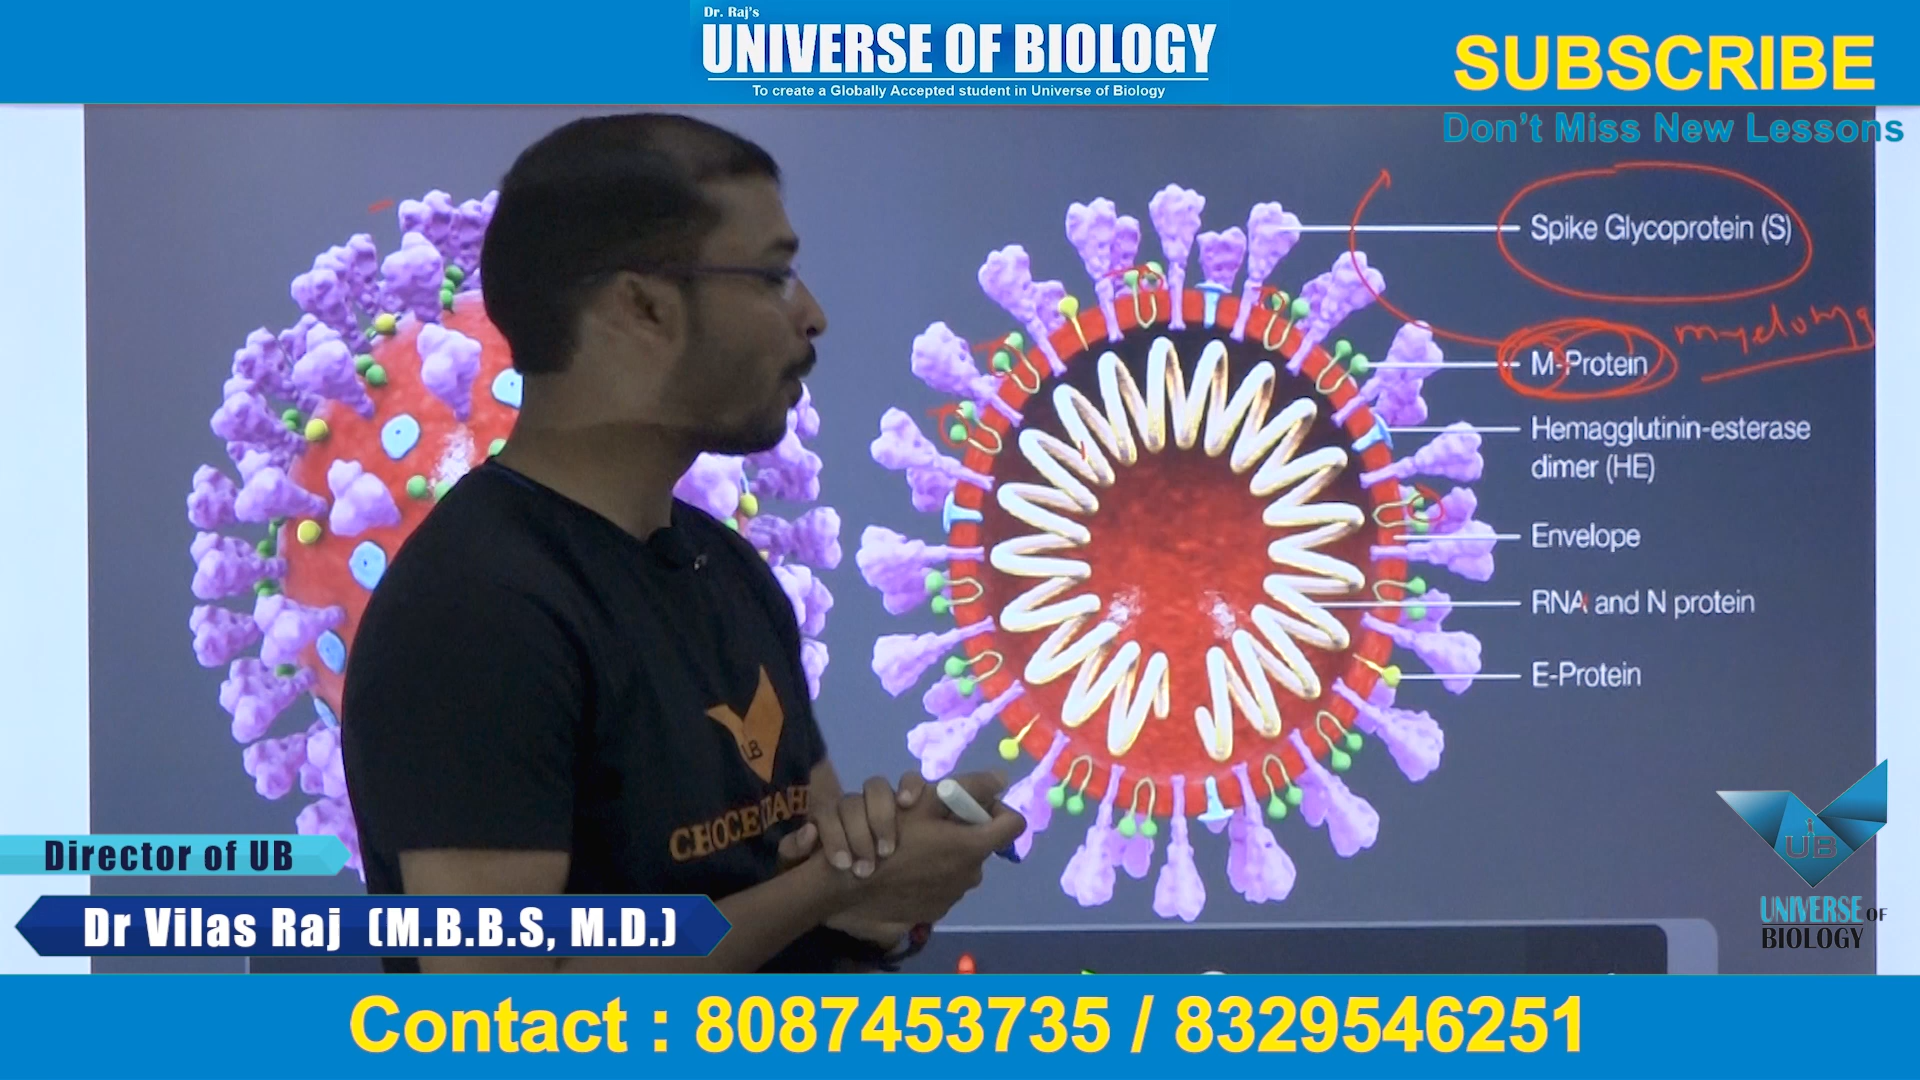 Dr. Raj's
UNIVERSE OF BIOLOGY
To create a Globally Accepted student in Universe of Biology
SUBSCRIBE
Don't Miss New Lessons
Spike Glycoprotein (S)
M-Protein
Hemagglutinin-esterase
dimer (HE)
Envelope
RNA and N protein
E-Protein
UB
UB
UNIVERSE OF
BIOLOGY
Director of UB
Dr Vilas Raj (M.B.B.S, M.D.)
Contact : 8087453735 / 8329546251